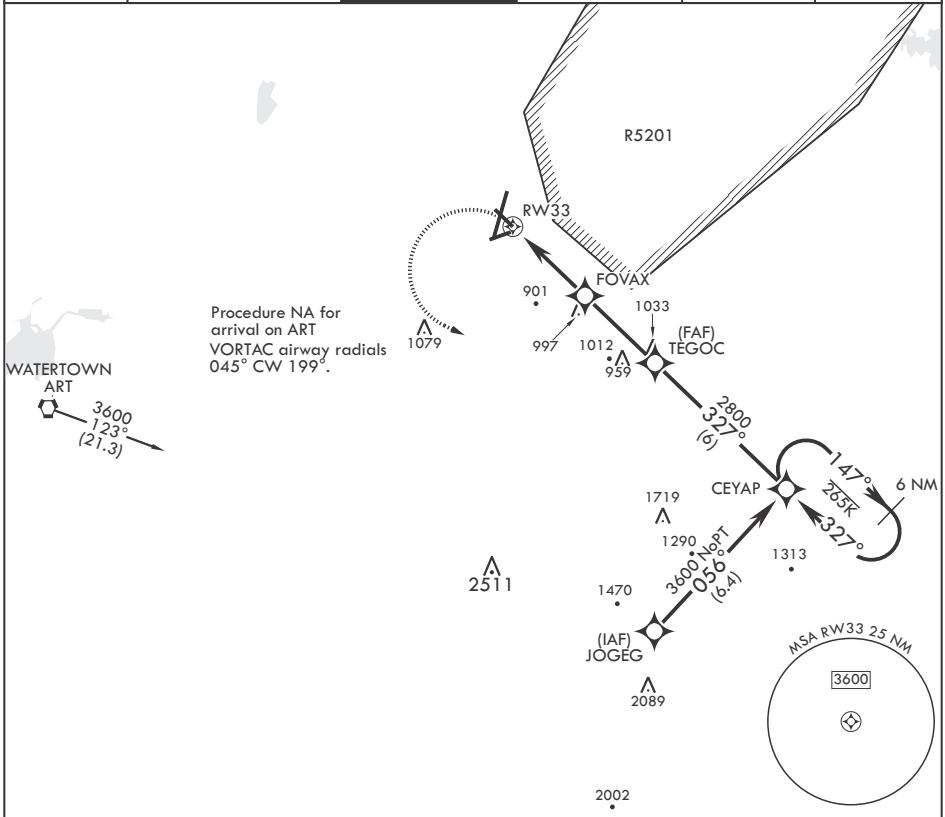 R5201
RW33
FOVAX
901
1033
997
(FAF)
TEGOC
1012
959
Procedure NA for
arrival on ART
VORTAC airway radials
045° CW 199°.
1079
WATERTOWN
ART
3600
123°
(21.3)
2800
327°
(6)
CEYAP
147°
265K
6 NM
327°
1719
1290
3600 NoPT
056°
(6.4)
1313
2511
1470
(IAF)
JOGEG
2089
MSA RW33 25 NM
3600
2002